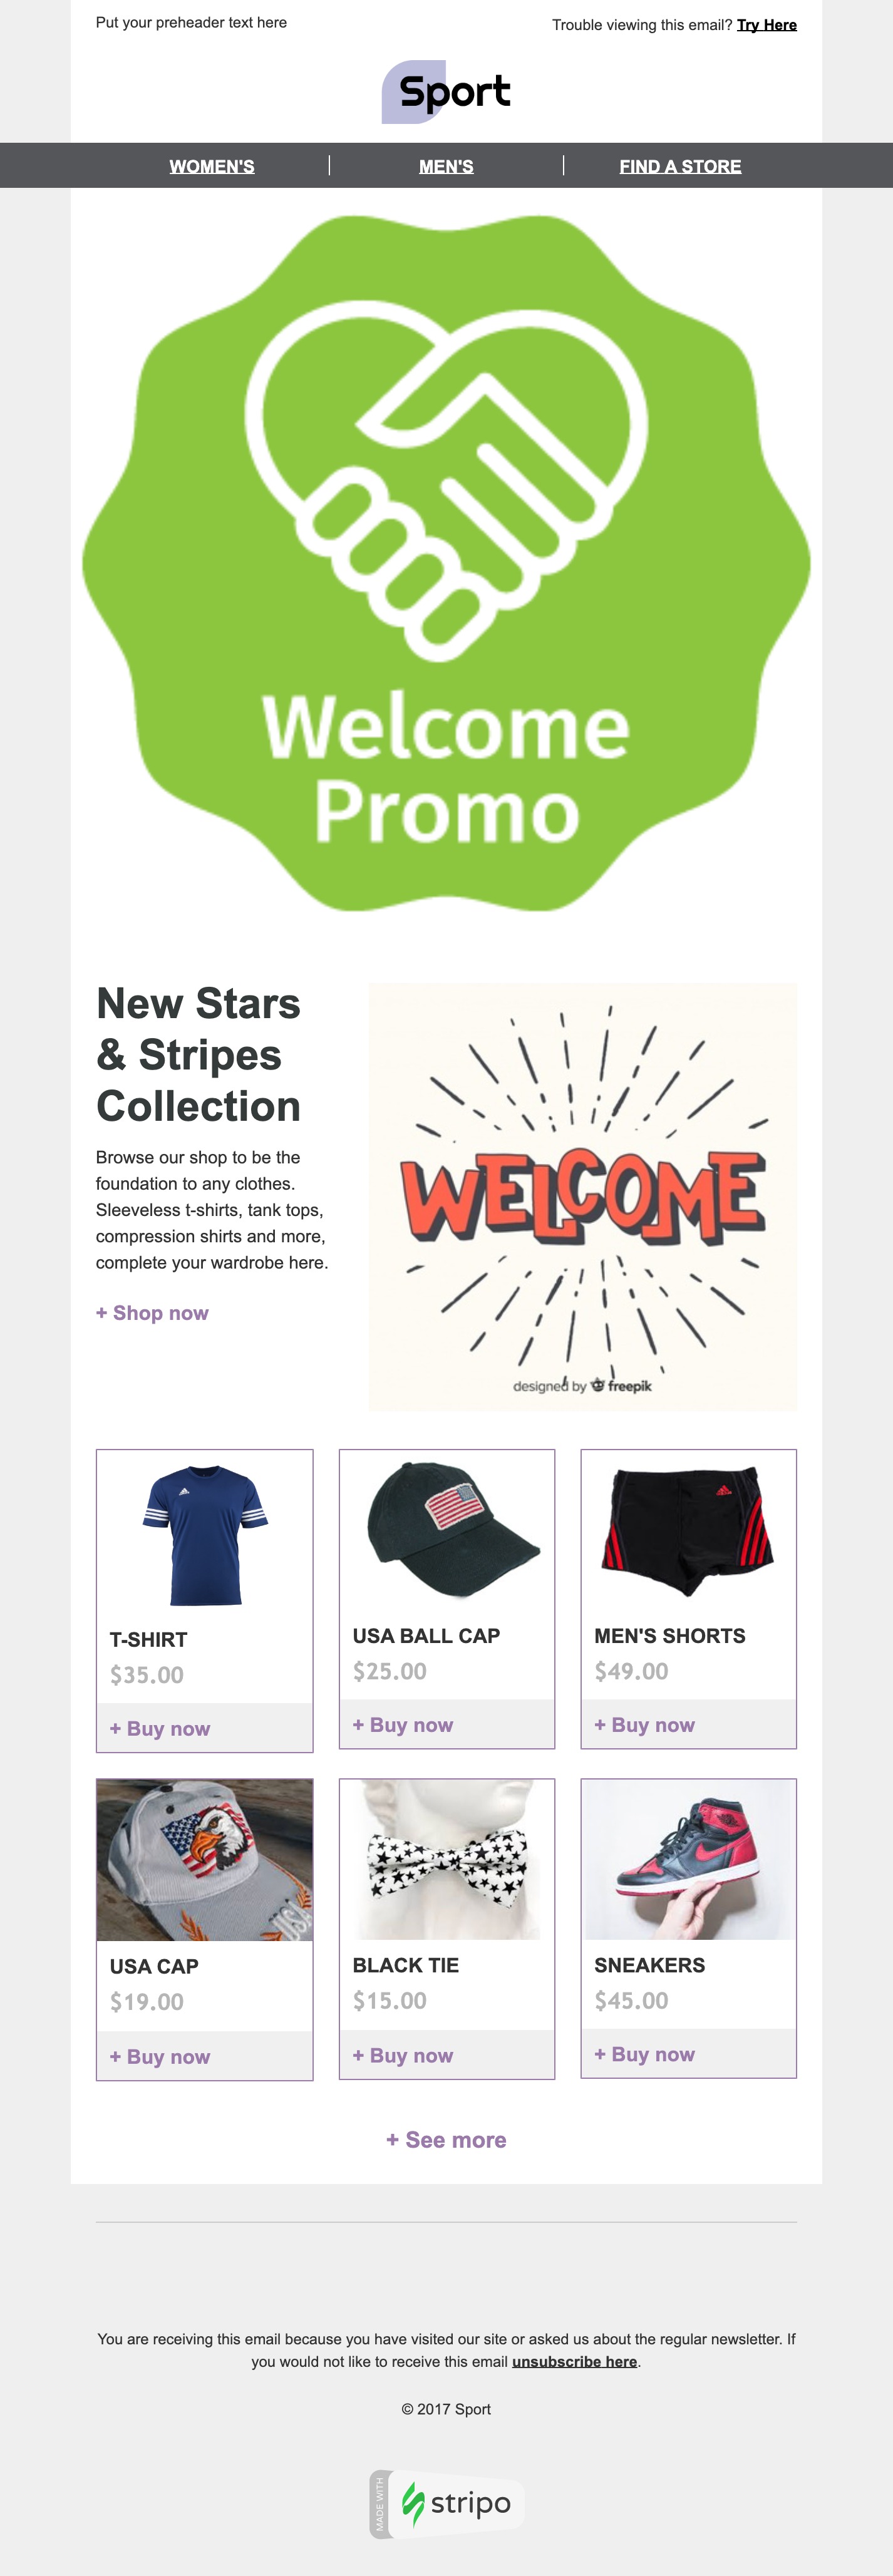 Put your preheader text here
Trouble viewing this email? Try Here
Sport
WOMEN'S
MEN'S
FIND A STORE
Welcome
Promo
New Stars
& Stripes
Collection
Browse our shop to be the
foundation to any clothes.
Sleeveless t-shirts, tank tops,
compression shirts and more,
complete your wardrobe here.
+ Shop now
WELCOME
designed by freepik
T-SHIRT
$35.00
+ Buy now
USA BALL CAP
$25.00
+ Buy now
MEN'S SHORTS
$49.00
+ Buy now
USA
USA CAP
$19.00
+ Buy now
BLACK TIE
$15.00
+ Buy now
SNEAKERS
$45.00
+ Buy now
+ See more
You are receiving this email because you have visited our site or asked us about the regular newsletter. If
you would not like to receive this email unsubscribe here.
© 2017 Sport
MADE WITH
stripo